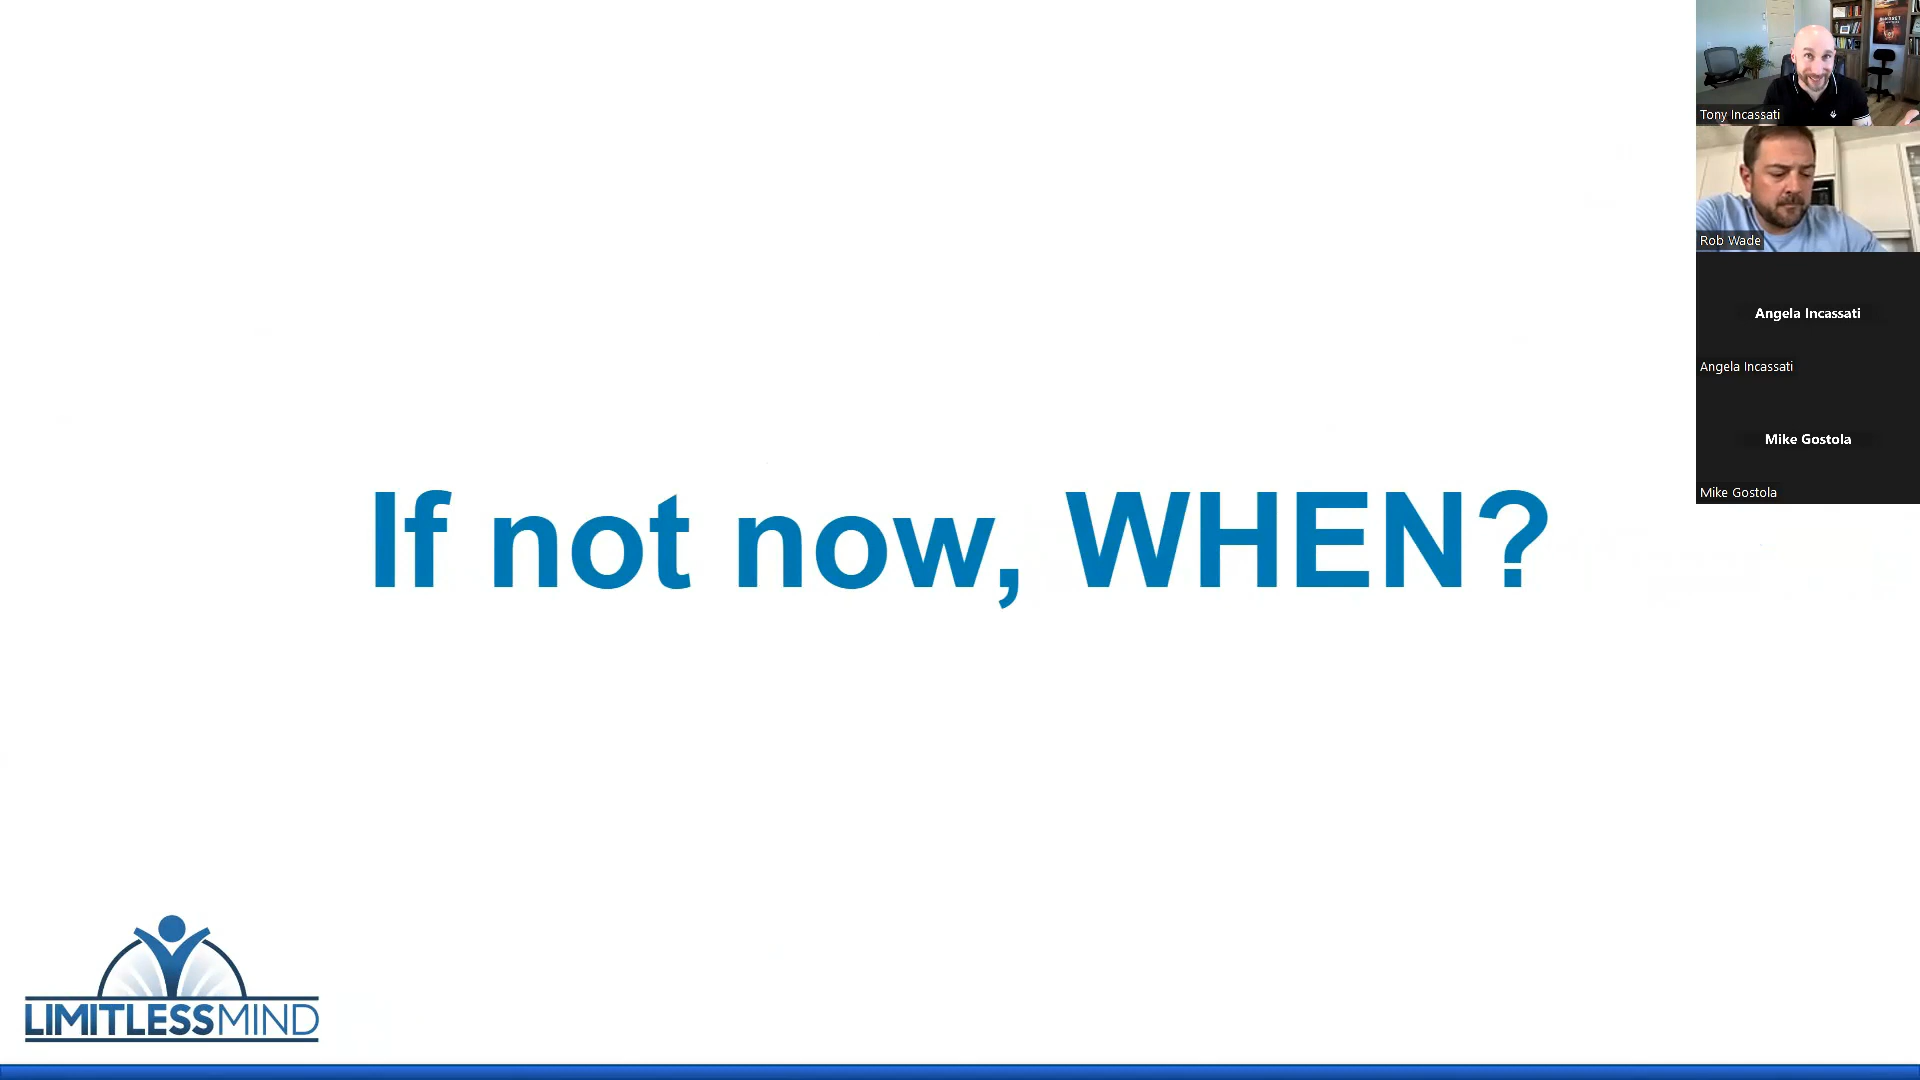 Tony Incassati
Rob Wade
Angela Incassati
Angela Incassati
Mike Gostola
Mike Gostola
If not now, WHEN?
LIMITLESSMIND